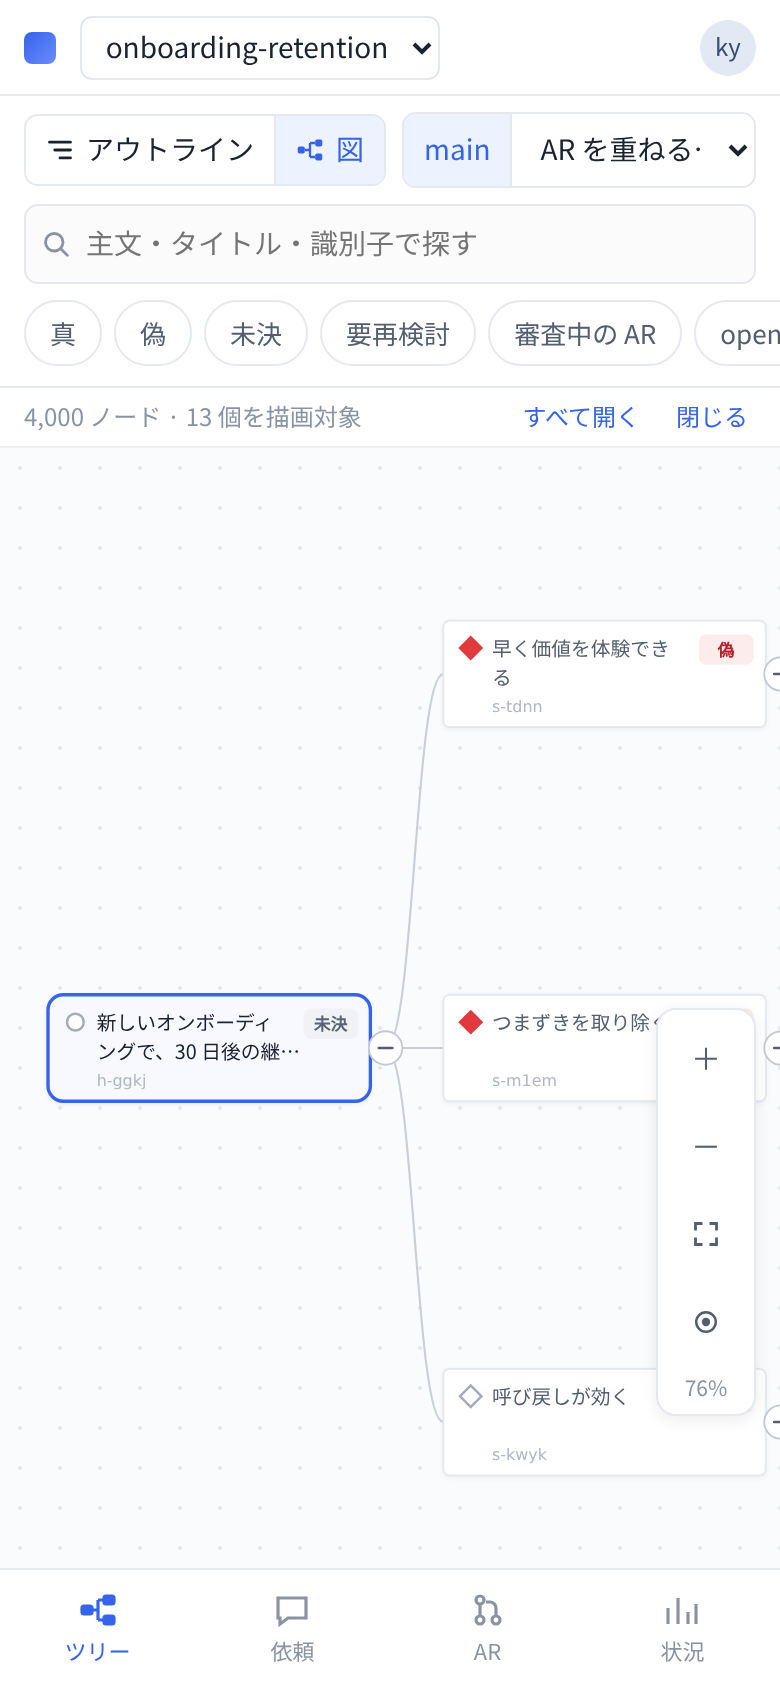 onboarding-retention
ky
アウトライン
図
main
AR を重ねる·
主文・タイトル・識別子で探す
真
偽
未決
要再検討
審査中の AR
open
4,000 ノード · 13 個を描画対象
すべて開く
閉じる
早く価値を体験でき
る
偽
s-tdnn
新しいオンボーディ
ングで、30 日後の継…
未決
h-ggkj
つまずきを取り除
s-m1em
呼び戻しが効く
s-kwyk
76%
ツリー
依頼
AR
状況